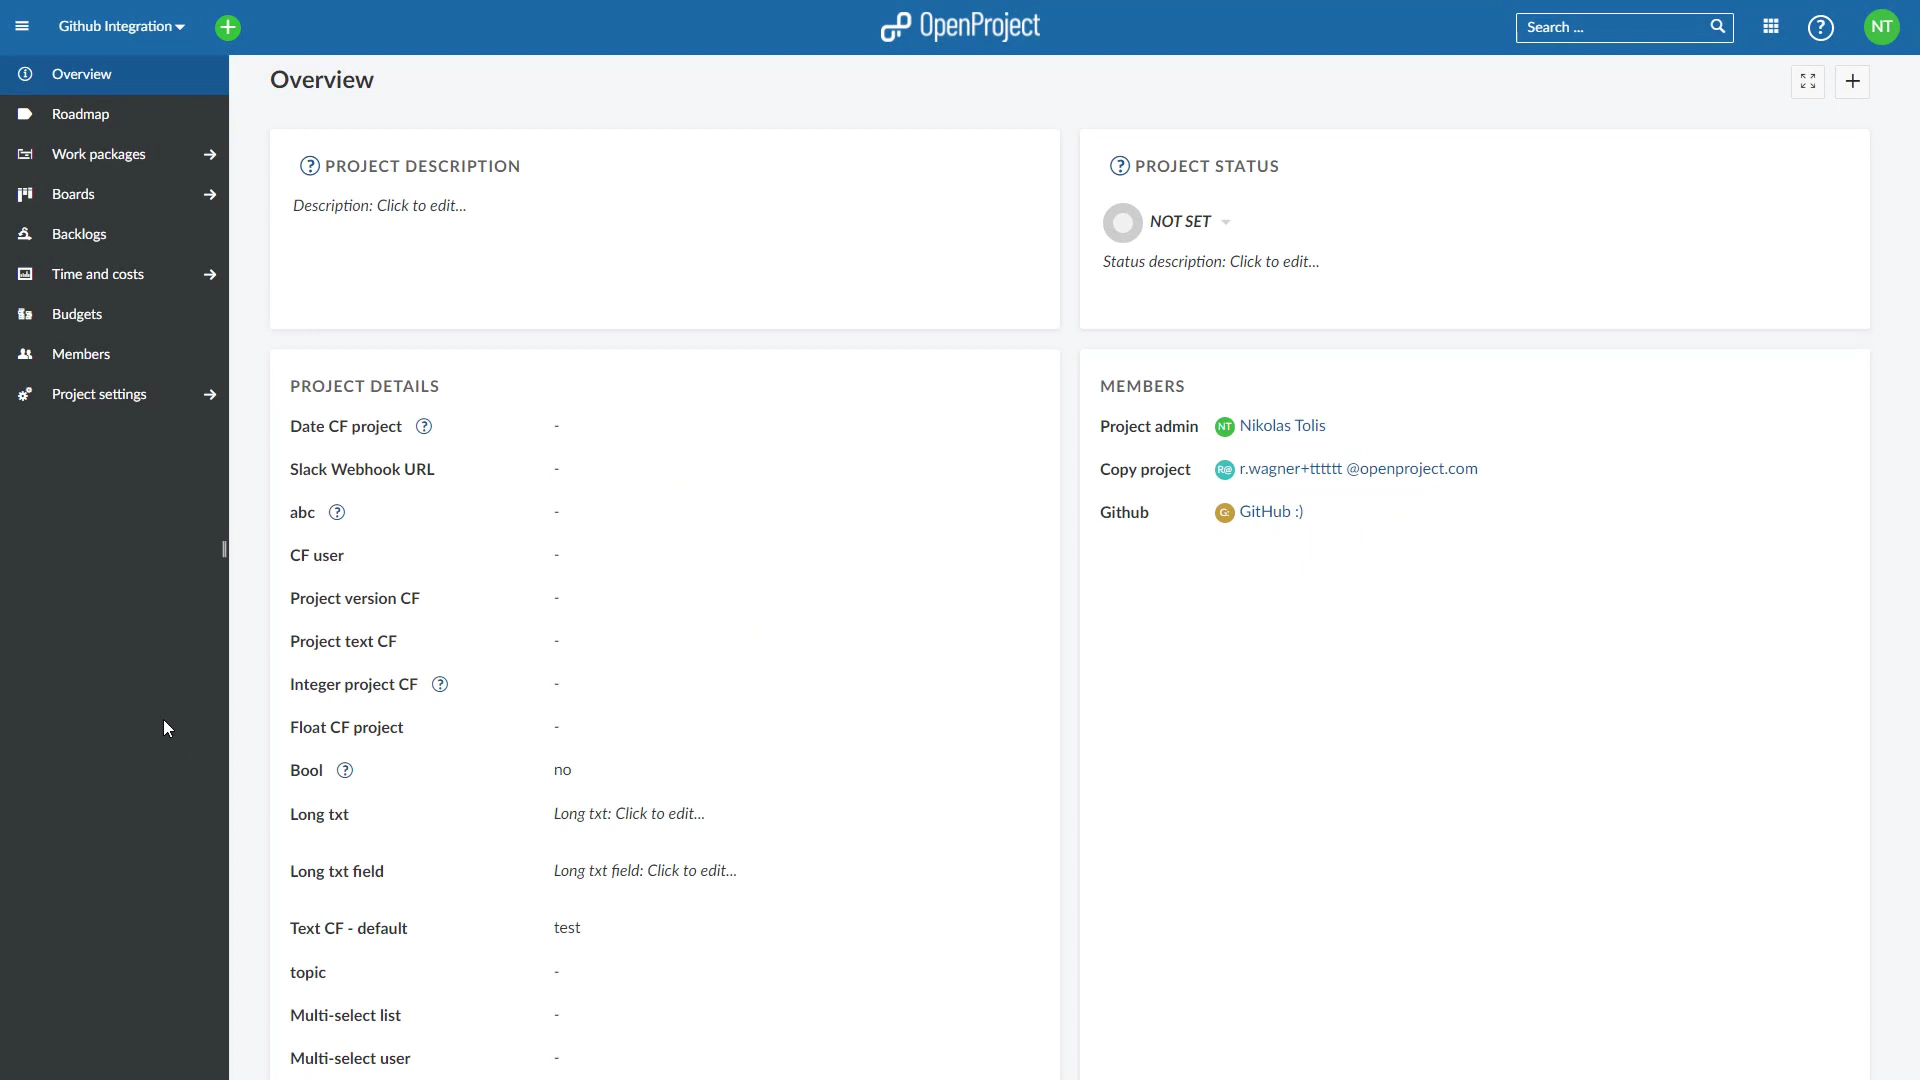 Github Integration
OpenProject
Search ...
NT
Overview
Roadmap
Work packages
Boards
Backlogs
Time and costs
Budgets
Members
Project settings
Overview
PROJECT DESCRIPTION
Description: Click to edit...
PROJECT STATUS
NOT SET
Status description: Click to edit...
PROJECT DETAILS
Date CF project -
Slack Webhook URL -
abc -
CF user -
Project version CF -
Project text CF -
Integer project CF -
Float CF project -
Bool no
Long txt Long txt: Click to edit...
Long txt field Long txt field: Click to edit...
Text CF - default test
topic -
Multi-select list -
Multi-select user -
MEMBERS
Project admin NT Nikolas Tolis
Copy project R@ r.wagner+tttttt @openproject.com
Github G: GitHub :)